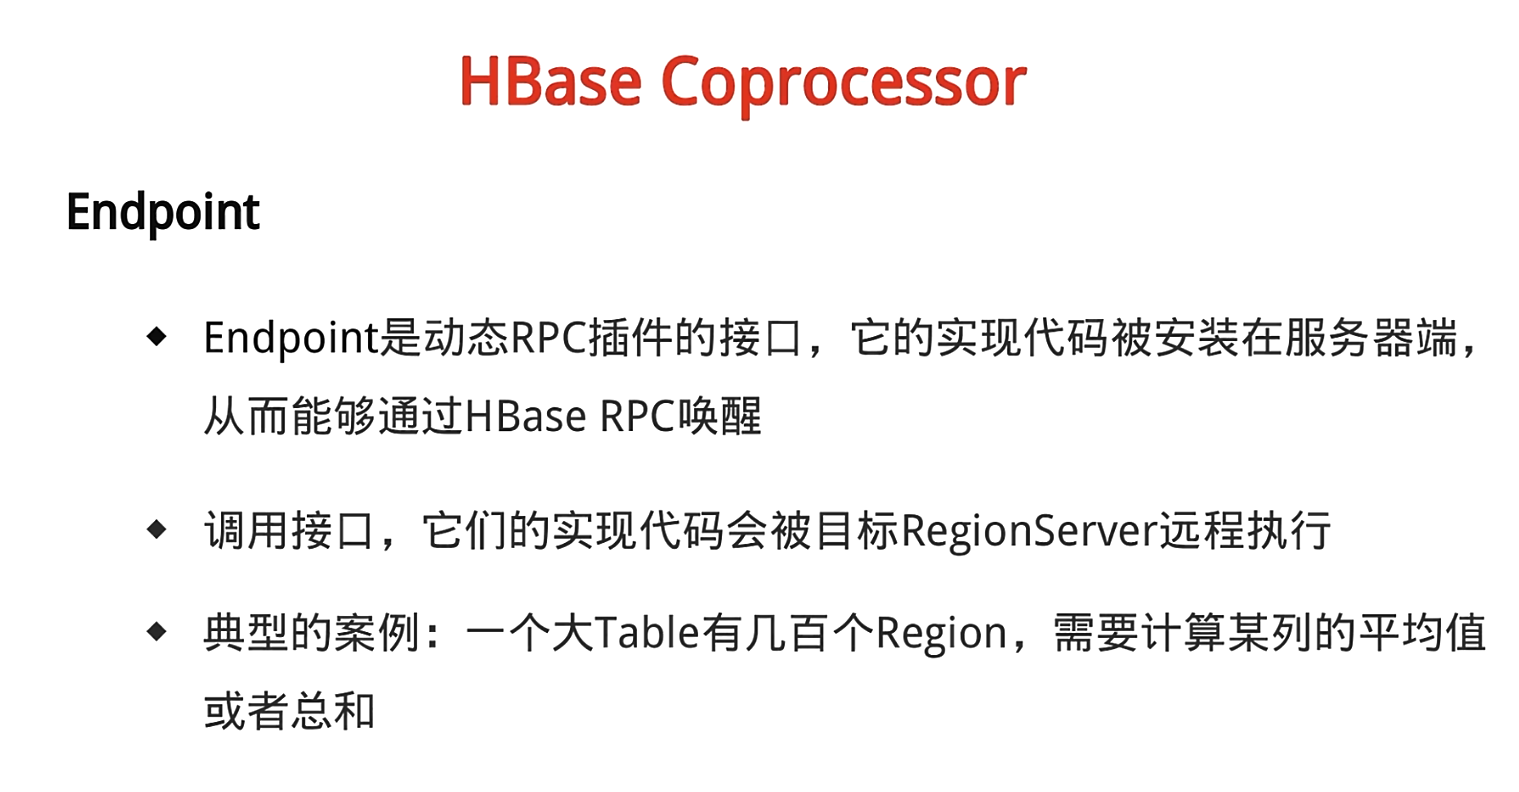 HBase Coprocessor
Endpoint
◆ Endpoint是动态RPC插件的接口，它的实现代码被安装在服务器端，
从而能够通过HBase RPC唤醒
◆ 调用接口，它们的实现代码会被目标RegionServer远程执行
◆ 典型的案例：一个大Table有几百个Region，需要计算某列的平均值
或者总和